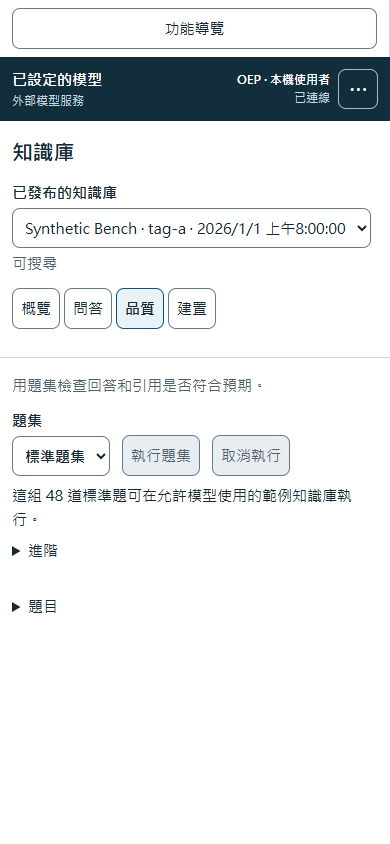 功能導覽
已設定的模型
外部模型服務
OEP · 本機使用者
已連線
···
知識庫
已發布的知識庫
Synthetic Bench · tag-a · 2026/1/1 上午8:00:00
可搜尋
概覽 問答 品質 建置
用題集檢查回答和引用是否符合預期。
題集
標準題集 執行題集 取消執行
這組 48 道標準題可在允許模型使用的範例知識庫執
行。
進階
題目